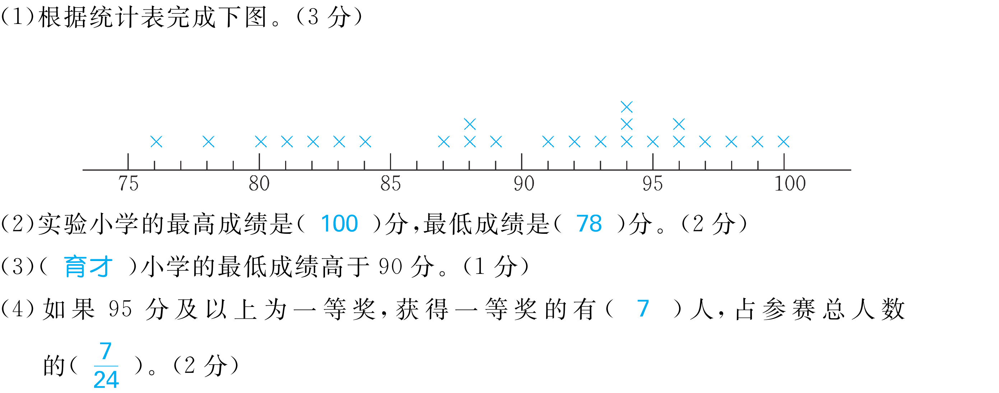 (1)根据统计表完成下图。(3 分)
75 80 85 90 95 100
(2)实验小学的最高成绩是( 100 )分,最低成绩是( 78 )分。(2 分)
(3)( 育才 )小学的最低成绩高于 90 分。(1 分)
(4)如果 95 分及以上为一等奖,获得一等奖的有( 7 )人,占参赛总人数
的( 7/24 )。(2 分)